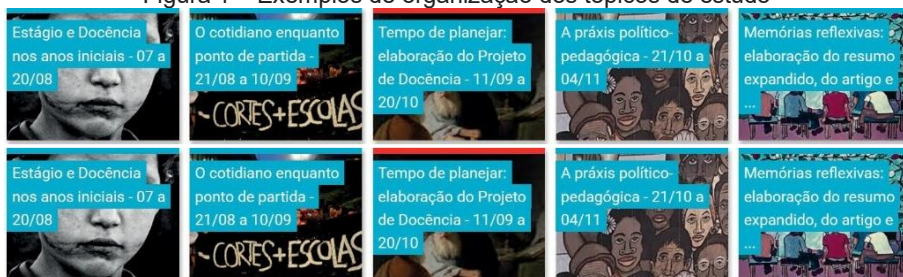 Figura 1 – Exemplos de organização dos tópicos de estudo
Estágio e Docência
nos anos iniciais - 07 a
20/08
O cotidiano enquanto
ponto de partida -
21/08 a 10/09
~CORTES+ESCOLAS
Tempo de planejar:
elaboração do Projeto
de Docência - 11/09 a
20/10
A práxis político-
pedagógica - 21/10 a
04/11
Memórias reflexivas:
elaboração do resumo
expandido, do artigo e
...
Estágio e Docência
nos anos iniciais - 07 a
20/08
O cotidiano enquanto
ponto de partida -
21/08 a 10/09
-CORTES+ESCOLAS
Tempo de planejar:
elaboração do Projeto
de Docência - 11/09 a
20/10
A práxis político-
pedagógica - 21/10 a
04/11
Memórias reflexivas:
elaboração do resumo
expandido, do artigo e
...